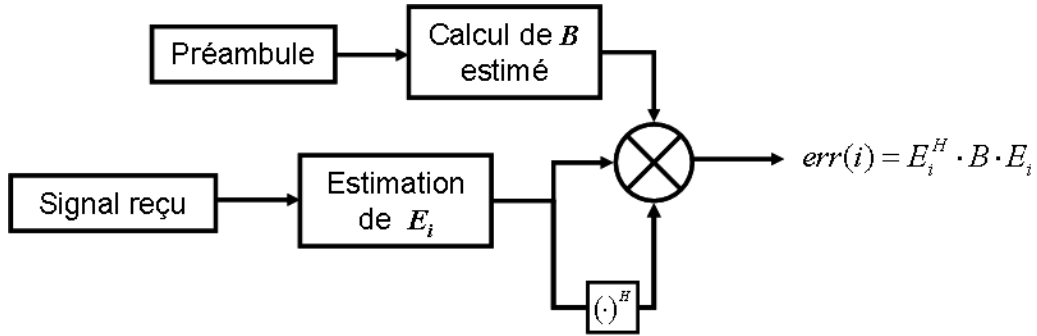 Préambule
Calcul de B
estimé
Signal reçu
Estimation
de E_i
(·)^H
err(i) = E_i^H · B · E_i